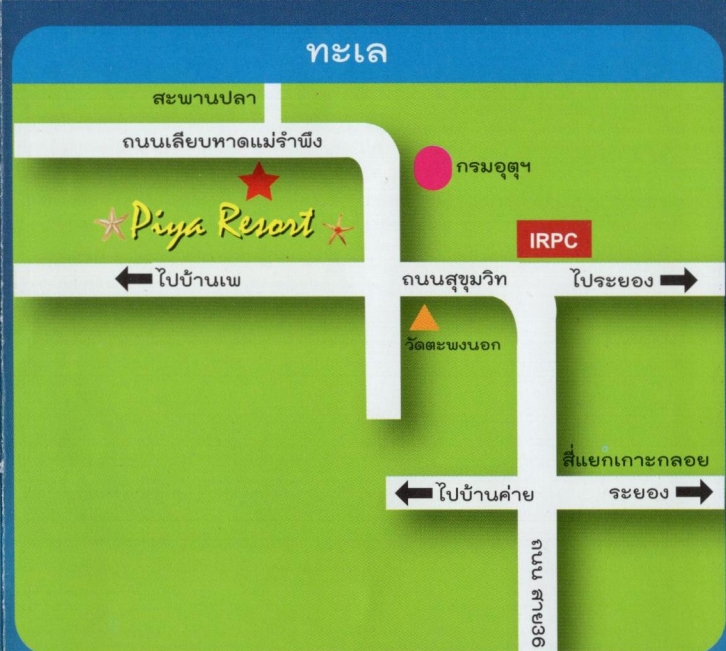 ทะเล
สะพานปลา
ถนนเลียบหาดแม่รำพึง
กรมอุตุฯ
Piya Resort
IRPC
ไปบ้านเพ
ถนนสุขุมวิท
ไประยอง
วัดตะพงนอก
สี่แยกเกาะกลอย
ไปบ้านค่าย
ระยอง
ถนน สาย36